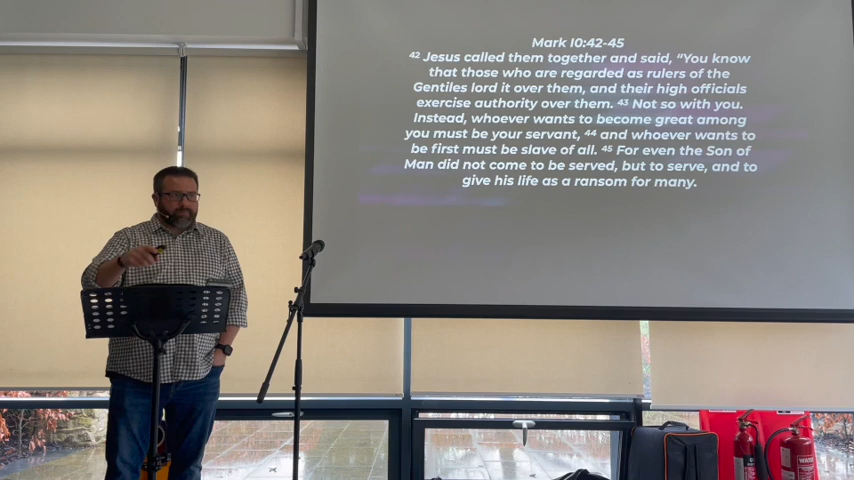 Mark 10:42-45
42 Jesus called them together and said, “You know
that those who are regarded as rulers of the
Gentiles lord it over them, and their high officials
exercise authority over them. 43 Not so with you.
Instead, whoever wants to become great among
you must be your servant, 44 and whoever wants to
be first must be slave of all. 45 For even the Son of
Man did not come to be served, but to serve, and to
give his life as a ransom for many.
WATER